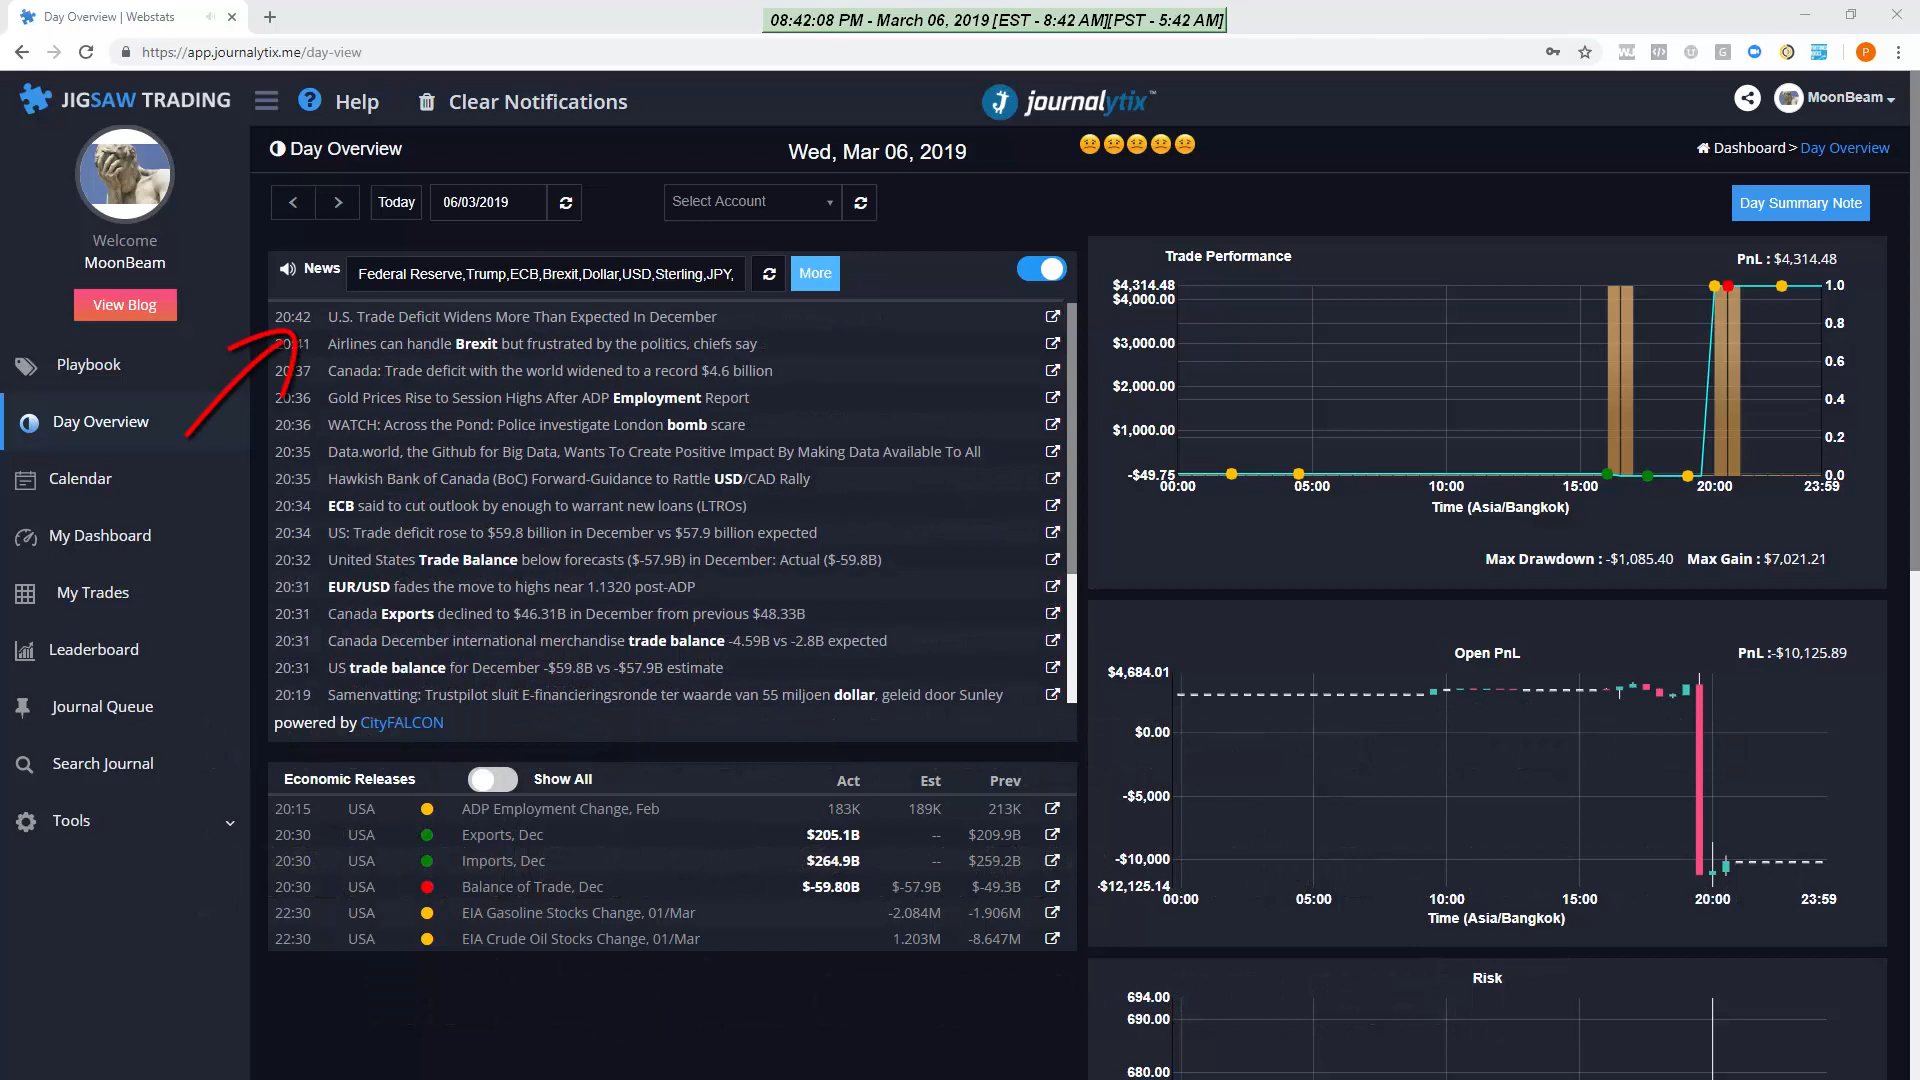 Day Overview | Webstats
08:42:08 PM - March 06, 2019 [EST - 8:42 AM][PST - 5:42 AM]
https://app.journalytix.me/day-view
JIGSAW TRADING
Help
Clear Notifications
journalytix™
MoonBeam
Day Overview
Wed, Mar 06, 2019
Dashboard > Day Overview
Today
06/03/2019
Select Account
Day Summary Note
Welcome
MoonBeam
View Blog
Playbook
Day Overview
Calendar
My Dashboard
My Trades
Leaderboard
Journal Queue
Search Journal
Tools
News
Federal Reserve,Trump,ECB,Brexit,Dollar,USD,Sterling,JPY,
More
20:42 U.S. Trade Deficit Widens More Than Expected In December
20:41 Airlines can handle Brexit but frustrated by the politics, chiefs say
20:37 Canada: Trade deficit with the world widened to a record $4.6 billion
20:36 Gold Prices Rise to Session Highs After ADP Employment Report
20:36 WATCH: Across the Pond: Police investigate London bomb scare
20:35 Data.world, the Github for Big Data, Wants To Create Positive Impact By Making Data Available To All
20:35 Hawkish Bank of Canada (BoC) Forward-Guidance to Rattle USD/CAD Rally
20:34 ECB said to cut outlook by enough to warrant new loans (LTROs)
20:34 US: Trade deficit rose to $59.8 billion in December vs $57.9 billion expected
20:32 United States Trade Balance below forecasts ($-57.9B) in December: Actual ($-59.8B)
20:31 EUR/USD fades the move to highs near 1.1320 post-ADP
20:31 Canada Exports declined to $46.31B in December from previous $48.33B
20:31 Canada December international merchandise trade balance -4.59B vs -2.8B expected
20:31 US trade balance for December -$59.8B vs -$57.9B estimate
20:19 Samenvatting: Trustpilot sluit E-financieringsronde ter waarde van 55 miljoen dollar, geleid door Sunley
powered by CityFALCON
Economic Releases Show All Act Est Prev
20:15 USA ADP Employment Change, Feb 183K 189K 213K
20:30 USA Exports, Dec $205.1B -- $209.9B
20:30 USA Imports, Dec $264.9B -- $259.2B
20:30 USA Balance of Trade, Dec $-59.80B $-57.9B $-49.3B
22:30 USA EIA Gasoline Stocks Change, 01/Mar -2.084M -1.906M
22:30 USA EIA Crude Oil Stocks Change, 01/Mar 1.203M -8.647M
Trade Performance
PnL : $4,314.48
$4,314.48
$4,000.00
$3,000.00
$2,000.00
$1,000.00
-$49.75
1.0
0.8
0.6
0.4
0.2
0.0
00:00 05:00 10:00 15:00 20:00 23:59
Time (Asia/Bangkok)
Max Drawdown : -$1,085.40 Max Gain : $7,021.21
Open PnL
PnL :-$10,125.89
$4,684.01
$0.00
-$5,000
-$10,000
-$12,125.14
00:00 05:00 10:00 15:00 20:00 23:59
Time (Asia/Bangkok)
Risk
694.00
690.00
680.00